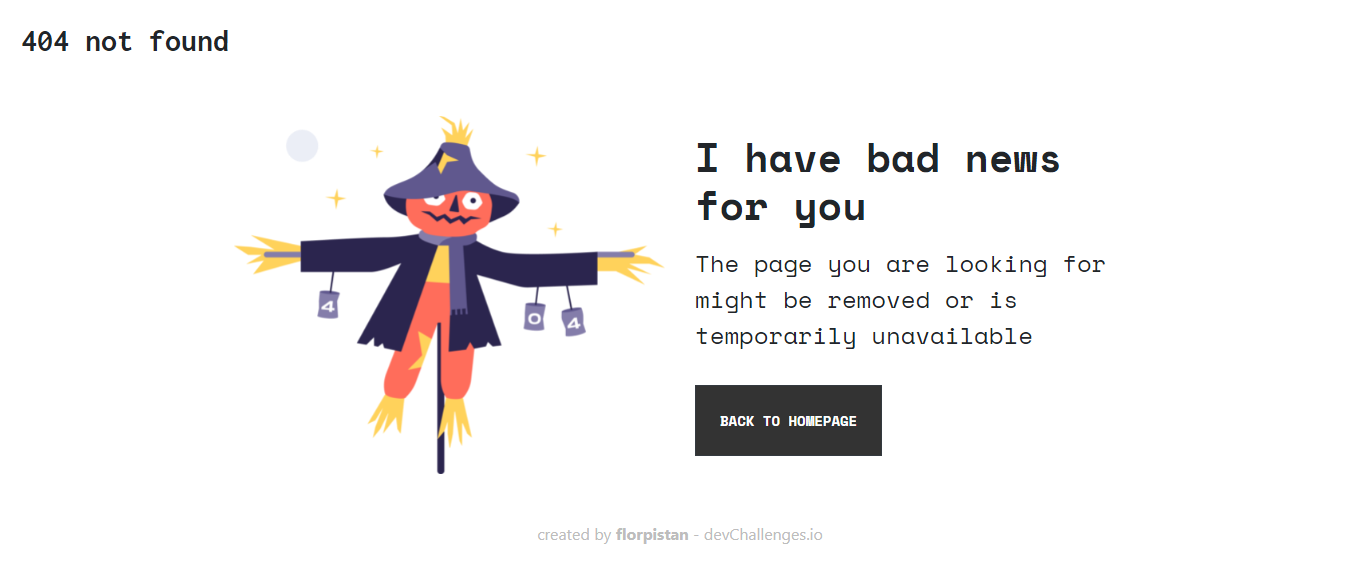 404 not found
I have bad news
for you
The page you are looking for
might be removed or is
temporarily unavailable
4
0
4
BACK TO HOMEPAGE
created by florpistan - devChallenges.io